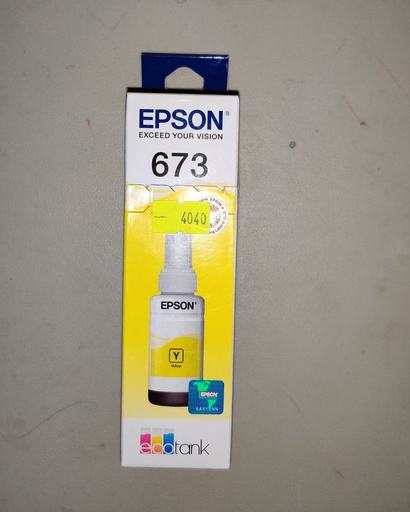 EPSON®
EXCEED YOUR VISION
673
4040
EPSON®
Y
EPSON
ecotank